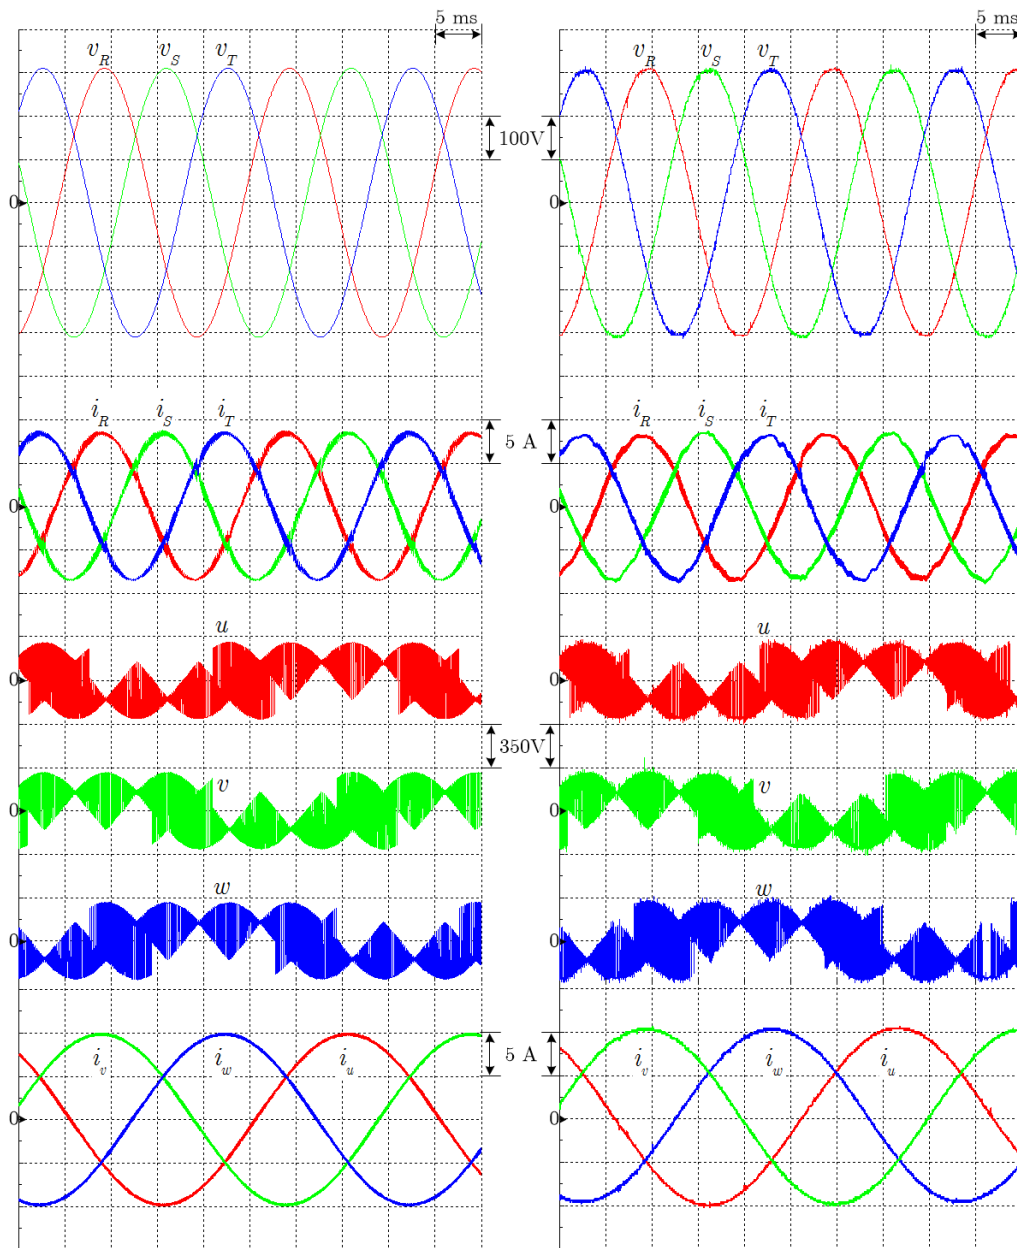 5 ms 5 ms
v_R v_S v_T v_R v_S v_T
100V
0 0
i_R i_S i_T i_R i_S i_T
5 A
0 0
u u
0 0
350V
v v
0 0
w w
0 0
i_v i_w i_u i_v i_w i_u
5 A
0 0